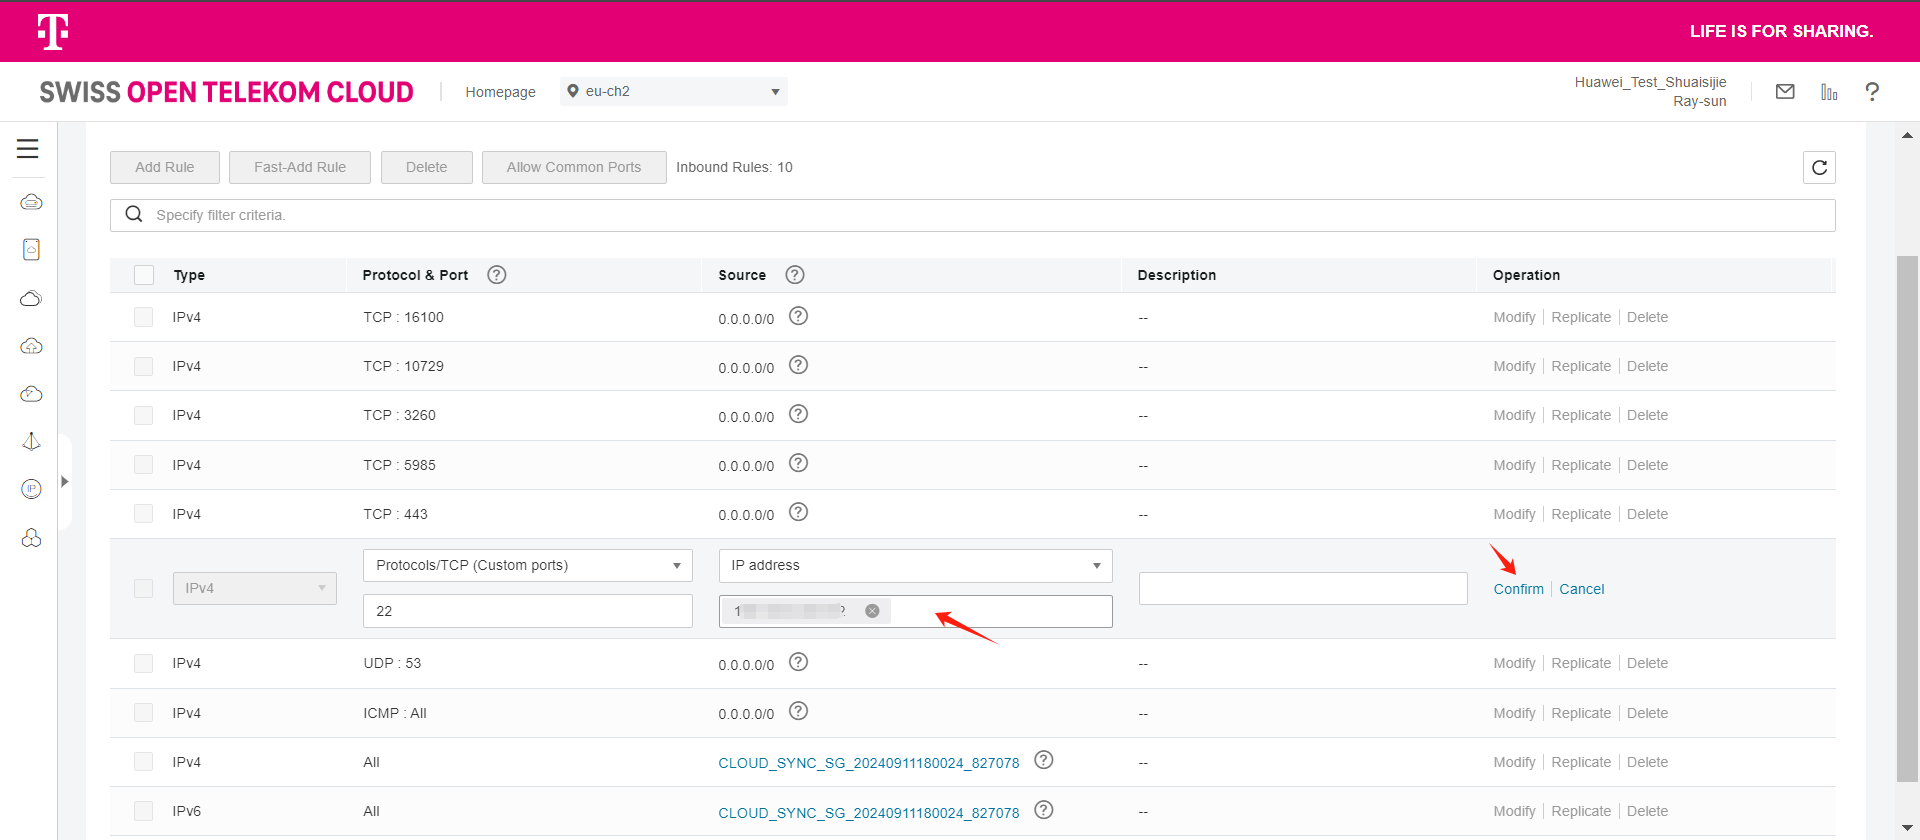 T
LIFE IS FOR SHARING.
SWISS OPEN TELEKOM CLOUD
Homepage
eu-ch2
Huawei_Test_Shuaisijie
Ray-sun
?
Add Rule
Fast-Add Rule
Delete
Allow Common Ports
Inbound Rules: 10
Specify filter criteria.
Type Protocol & Port ? Source ? Description Operation
IPv4 TCP : 16100 0.0.0.0/0 ? -- Modify Replicate Delete
IPv4 TCP : 10729 0.0.0.0/0 ? -- Modify Replicate Delete
IPv4 TCP : 3260 0.0.0.0/0 ? -- Modify Replicate Delete
IPv4 TCP : 5985 0.0.0.0/0 ? -- Modify Replicate Delete
IPv4 TCP : 443 0.0.0.0/0 ? -- Modify Replicate Delete
Protocols/TCP (Custom ports) IP address
IPv4 Confirm Cancel
22
UDP : 53
IPv4 UDP : 53 0.0.0.0/0 ? -- Modify Replicate Delete
IPv4 ICMP : All 0.0.0.0/0 ? -- Modify Replicate Delete
IPv4 All CLOUD_SYNC_SG_20240911180024_827078 ? -- Modify Replicate Delete
IPv6 All CLOUD_SYNC_SG_20240911180024_827078 ? -- Modify Replicate Delete
IP